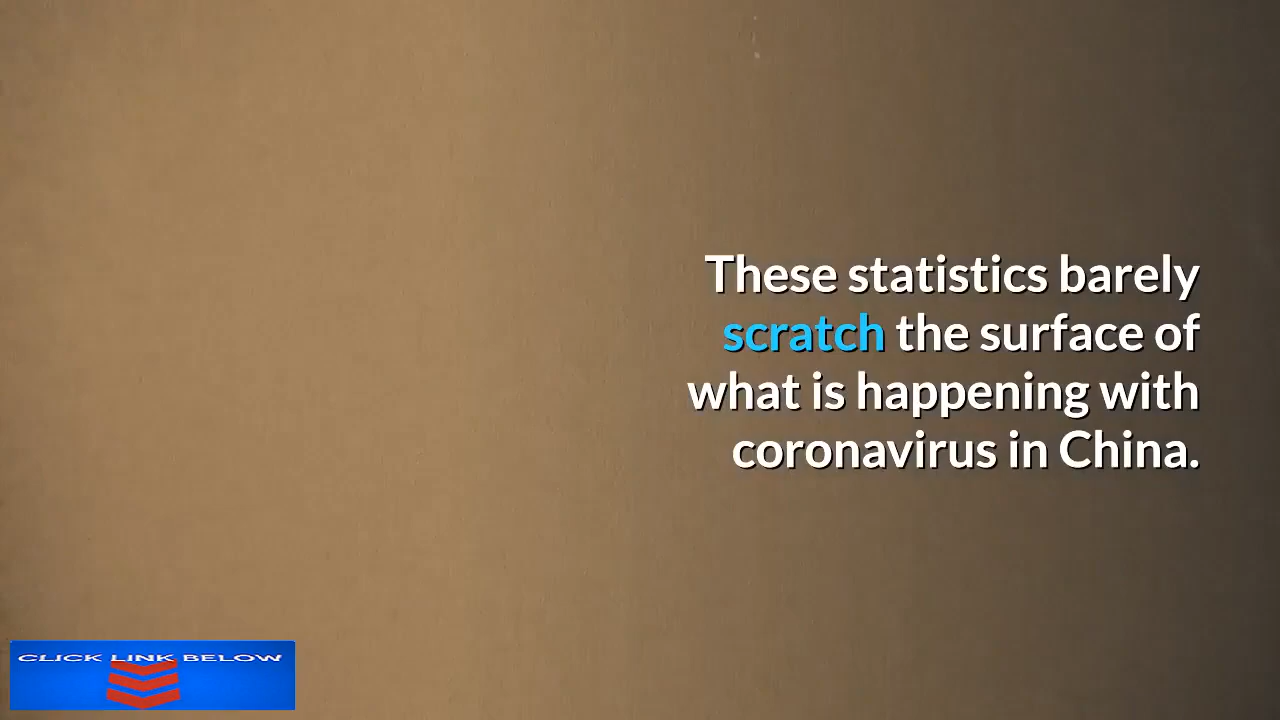 These statistics barely
scratch the surface of
what is happening with
coronavirus in China.
CLICK LINK BELOW